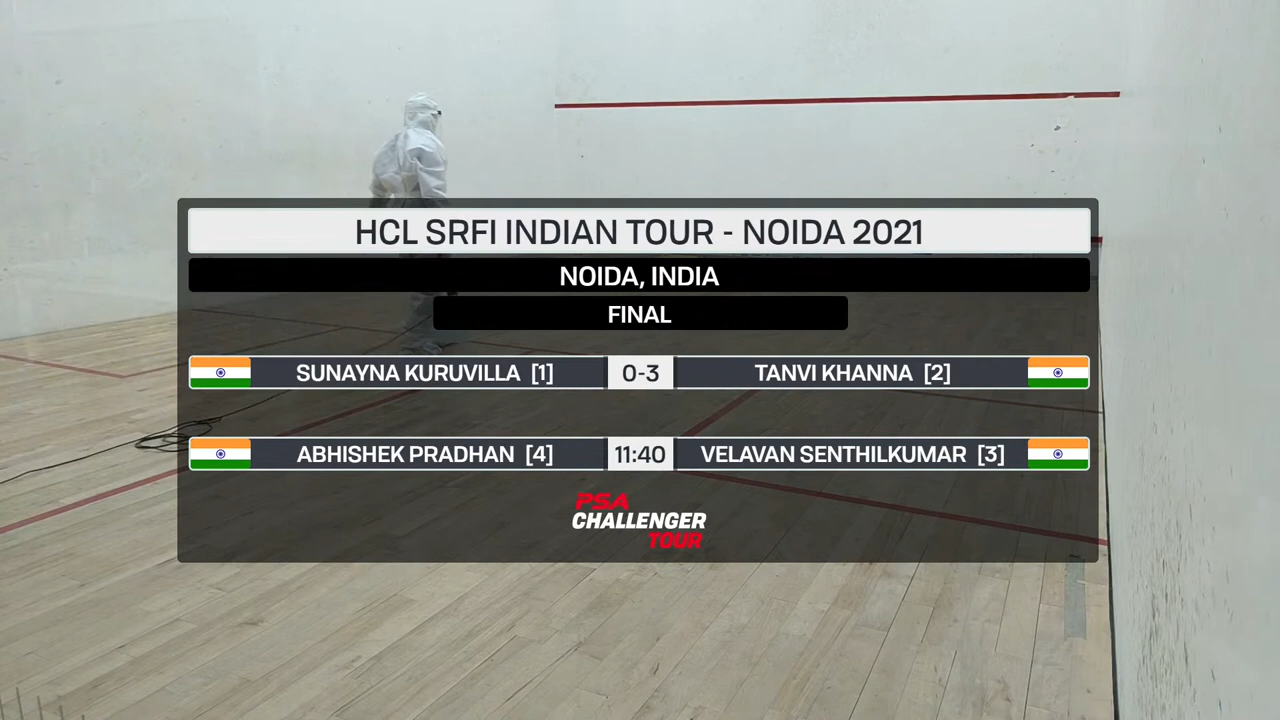 HCL SRFI INDIAN TOUR - NOIDA 2021
NOIDA, INDIA
FINAL
SUNAYNA KURUVILLA [1] 0-3 TANVI KHANNA [2]
ABHISHEK PRADHAN [4] 11:40 VELAVAN SENTHILKUMAR [3]
PSA
CHALLENGER
TOUR